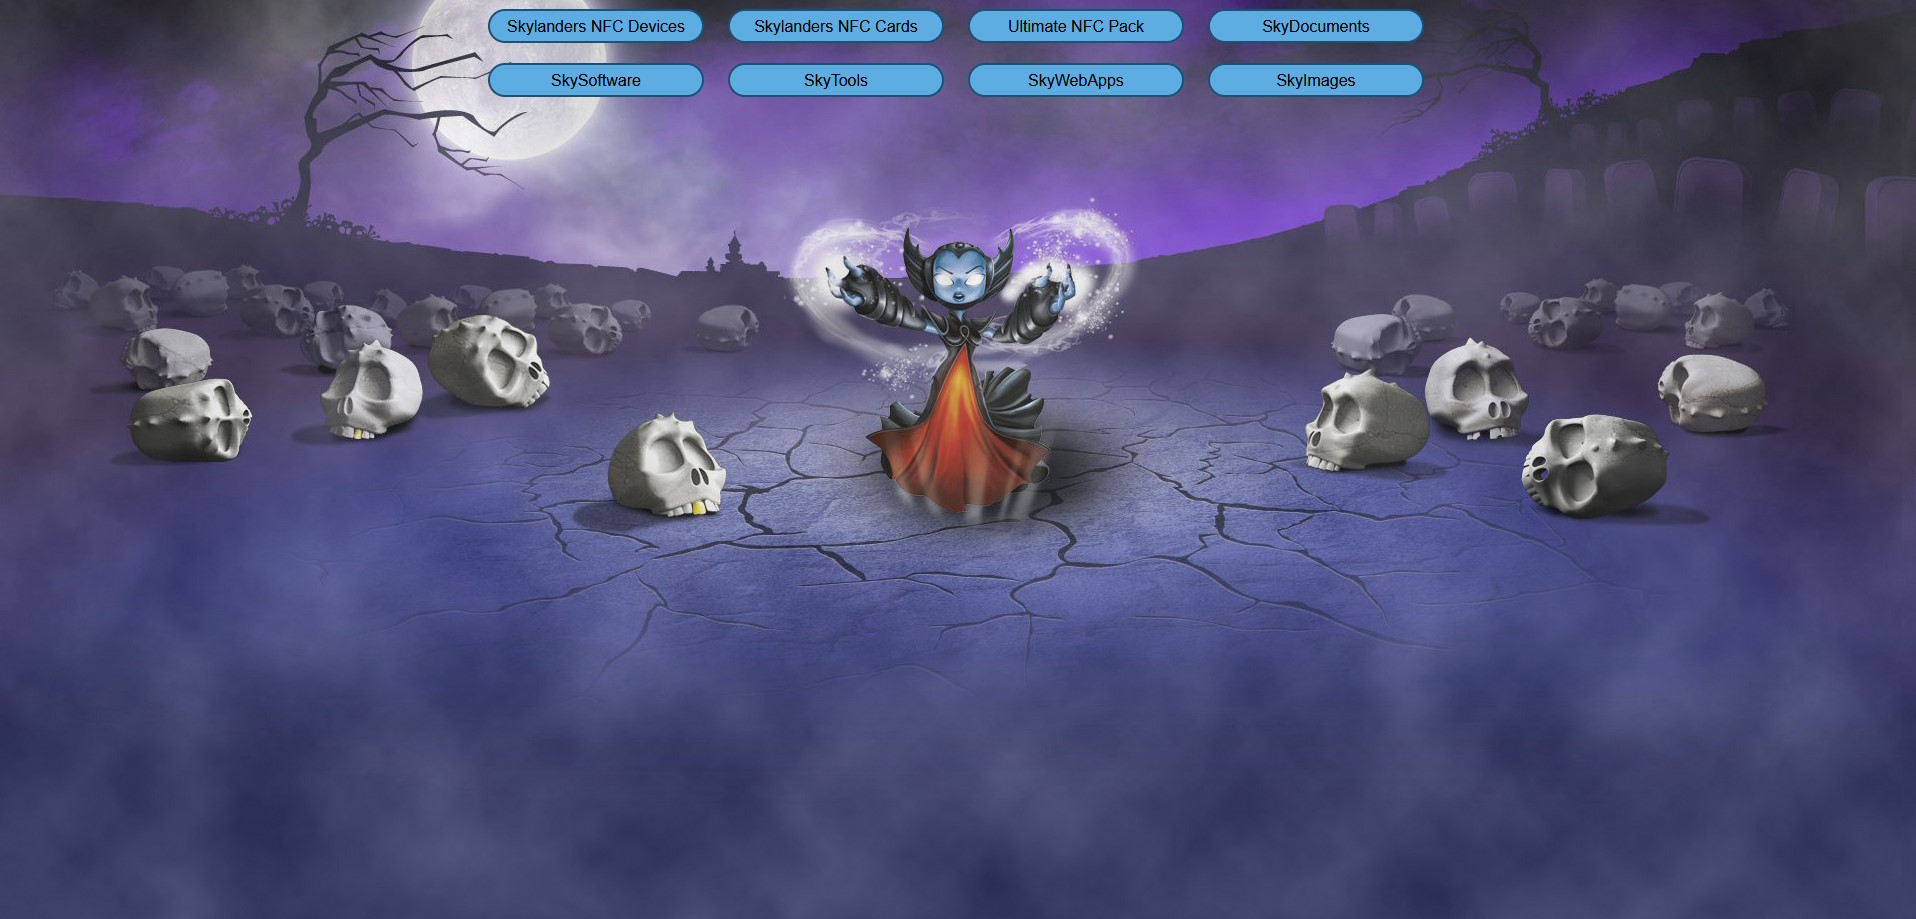 Skylanders NFC Devices
Skylanders NFC Cards
Ultimate NFC Pack
SkyDocuments
SkySoftware
SkyTools
SkyWebApps
SkyImages